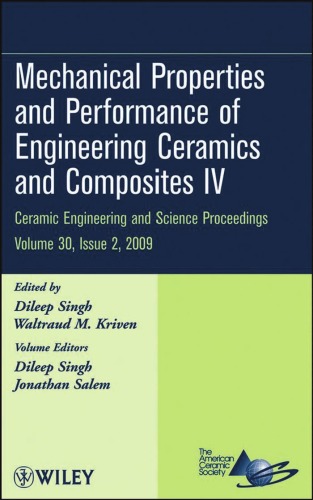 Mechanical Properties
and Performance of
Engineering Ceramics
and Composites IV
Ceramic Engineering and Science Proceedings
Volume 30, Issue 2, 2009
Edited by
Dileep Singh
Waltraud M. Kriven
Volume Editors
Dileep Singh
Jonathan Salem
The
American
Ceramic
Society
WILEY